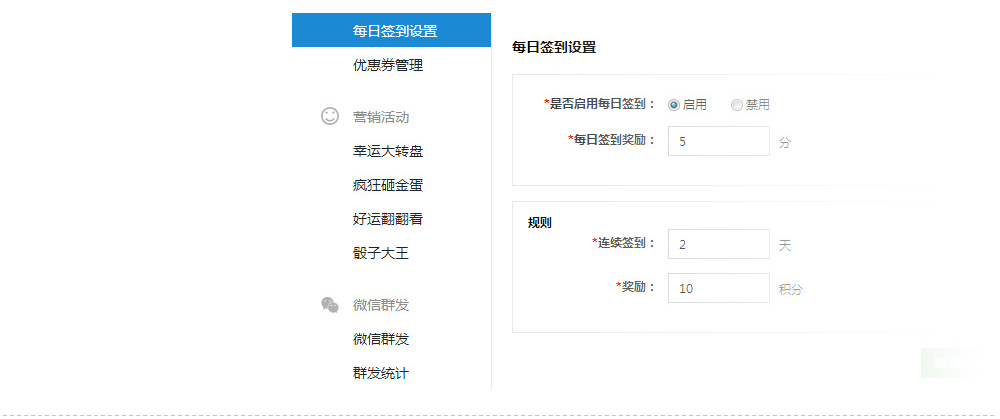 每日签到设置
优惠券管理
营销活动
幸运大转盘
疯狂砸金蛋
好运翻翻看
骰子大王
微信群发
微信群发
群发统计
每日签到设置
*是否启用每日签到： 启用 禁用
*每日签到奖励： 5 分
规则
*连续签到： 2 天
*奖励： 10 积分